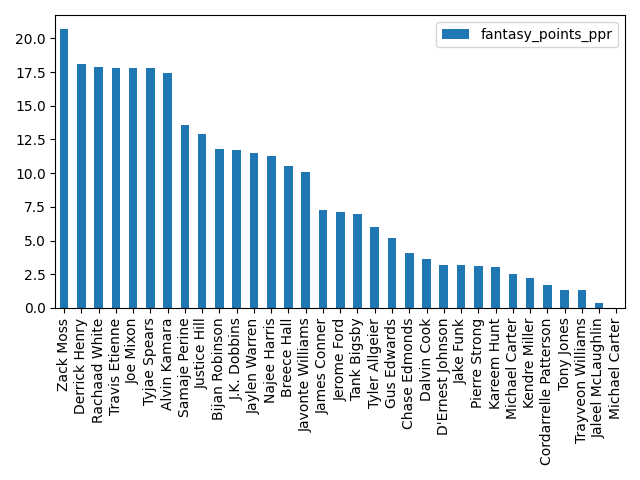 fantasy_points_ppr
20.0
17.5
15.0
12.5
10.0
7.5
5.0
2.5
0.0
Zack Moss
Derrick Henry
Rachaad White
Travis Etienne
Joe Mixon
Tyjae Spears
Alvin Kamara
Samaje Perine
Justice Hill
Bijan Robinson
J.K. Dobbins
Jaylen Warren
Najee Harris
Breece Hall
Javonte Williams
James Conner
Jerome Ford
Tank Bigsby
Tyler Allgeier
Gus Edwards
Chase Edmonds
Dalvin Cook
D'Ernest Johnson
Jake Funk
Pierre Strong
Kareem Hunt
Michael Carter
Kendre Miller
Cordarrelle Patterson
Tony Jones
Trayveon Williams
Jaleel McLaughlin
Michael Carter